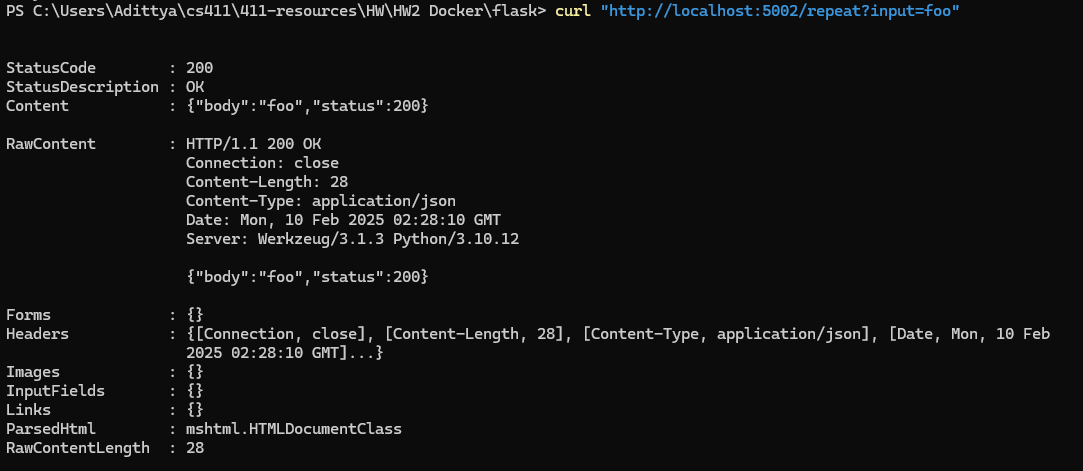 PS C:\Users\Adittya\cs411\411-resources\HW\HW2 Docker\flask> curl "http://localhost:5002/repeat?input=foo"
StatusCode        : 200
StatusDescription : OK
Content           : {"body":"foo","status":200}
RawContent        : HTTP/1.1 200 OK
                    Connection: close
                    Content-Length: 28
                    Content-Type: application/json
                    Date: Mon, 10 Feb 2025 02:28:10 GMT
                    Server: Werkzeug/3.1.3 Python/3.10.12
                    {"body":"foo","status":200}
Forms             : {}
Headers           : {[Connection, close], [Content-Length, 28], [Content-Type, application/json], [Date, Mon, 10 Feb
                    2025 02:28:10 GMT]...}
Images            : {}
InputFields       : {}
Links             : {}
ParsedHtml        : mshtml.HTMLDocumentClass
RawContentLength  : 28